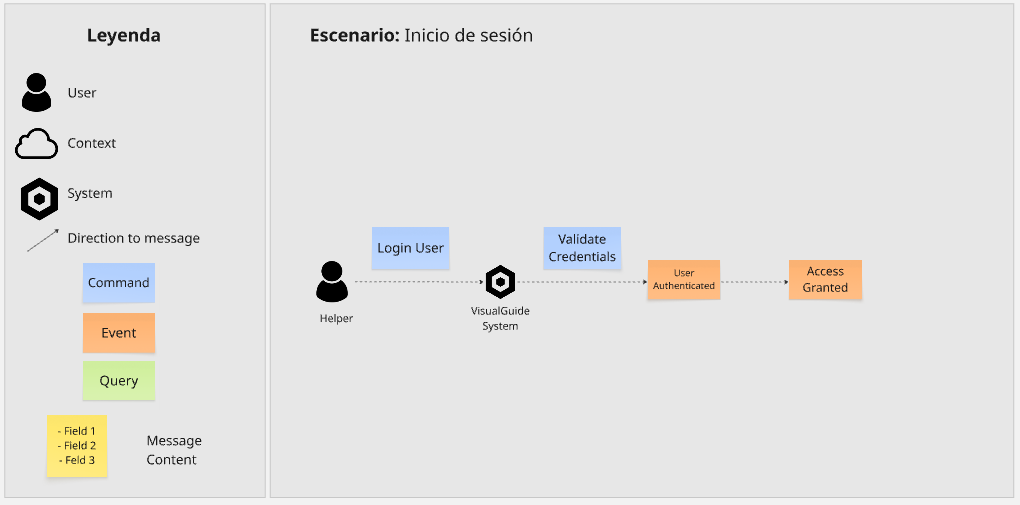 Leyenda
User
Context
System
Direction to message
Command
Event
Query
- Field 1
- Field 2
- Feld 3
Message
Content
Escenario: Inicio de sesión
Login User
Validate
Credentials
User
Authenticated
Access
Granted
Helper
VisualGuide
System